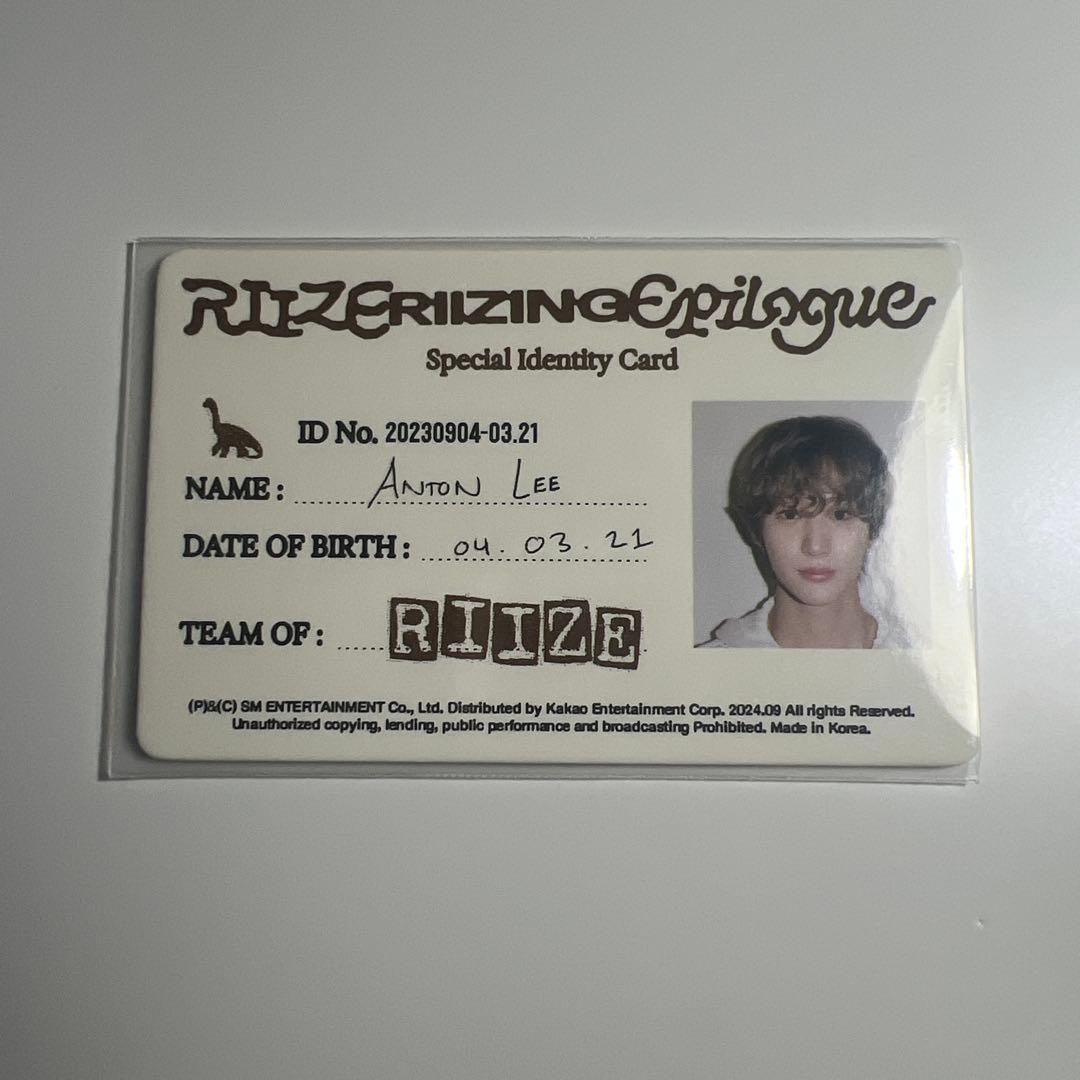 RIIZE RIIZING Epilogue
Special Identity Card
ID No. 20230904-03.21
NAME: ANTON LEE
DATE OF BIRTH: 04. 03. 21
TEAM OF: RIIZE
(P)&(C) SM ENTERTAINMENT Co., Ltd. Distributed by Kakao Entertainment Corp. 2024.09 All rights Reserved.
Unauthorized copying, lending, public performance and broadcasting Prohibited. Made in Korea.